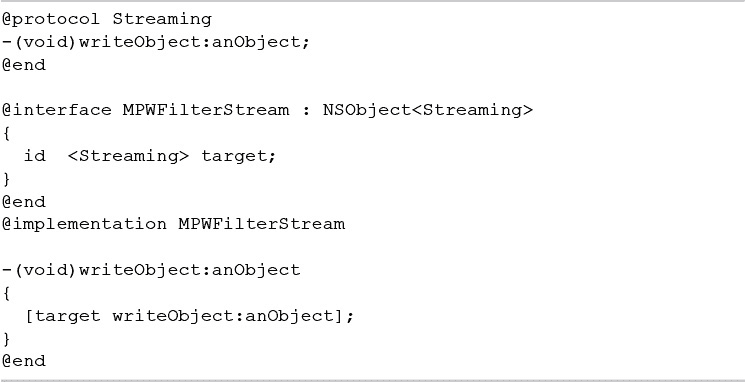 @protocol Streaming
-(void)writeObject:anObject;
@end
@interface MPWFilterStream : NSObject<Streaming>
{
  id  <Streaming> target;
}
@end
@implementation MPWFilterStream
-(void)writeObject:anObject
{
  [target writeObject:anObject];
}
@end